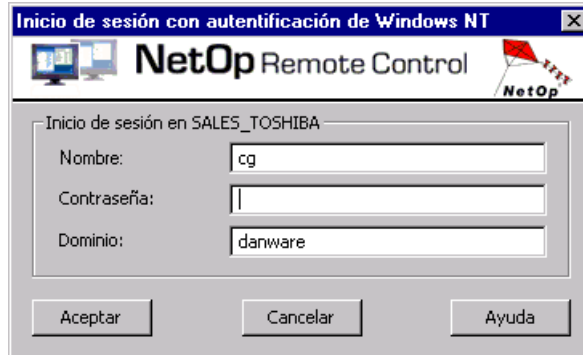 Inicio de sesión con autentificación de Windows NT
NetOp Remote Control
NetOp
Inicio de sesión en SALES_TOSHIBA
Nombre: cg
Contraseña:
Dominio: danware
Aceptar Cancelar Ayuda